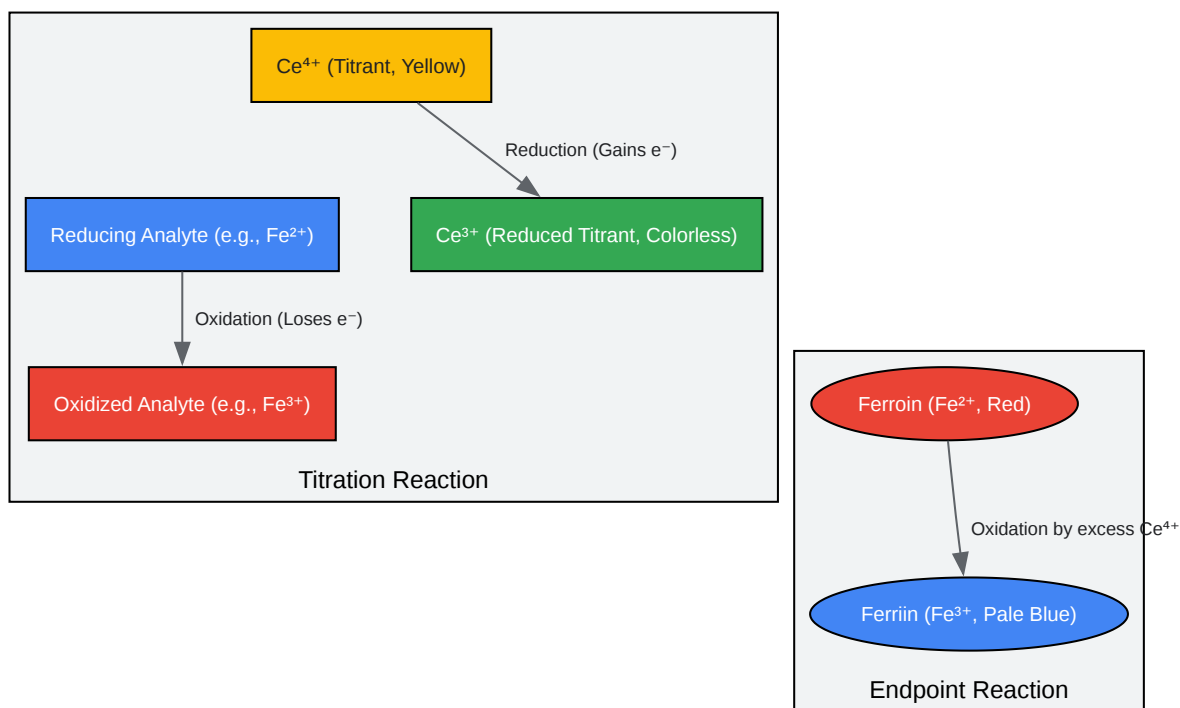 Ce⁴⁺ (Titrant, Yellow)
Reduction (Gains e⁻)
Reducing Analyte (e.g., Fe²⁺)
Ce³⁺ (Reduced Titrant, Colorless)
Oxidation (Loses e⁻)
Oxidized Analyte (e.g., Fe³⁺)
Titration Reaction
Ferroin (Fe²⁺, Red)
Oxidation by excess Ce⁴⁺
Ferriin (Fe³⁺, Pale Blue)
Endpoint Reaction